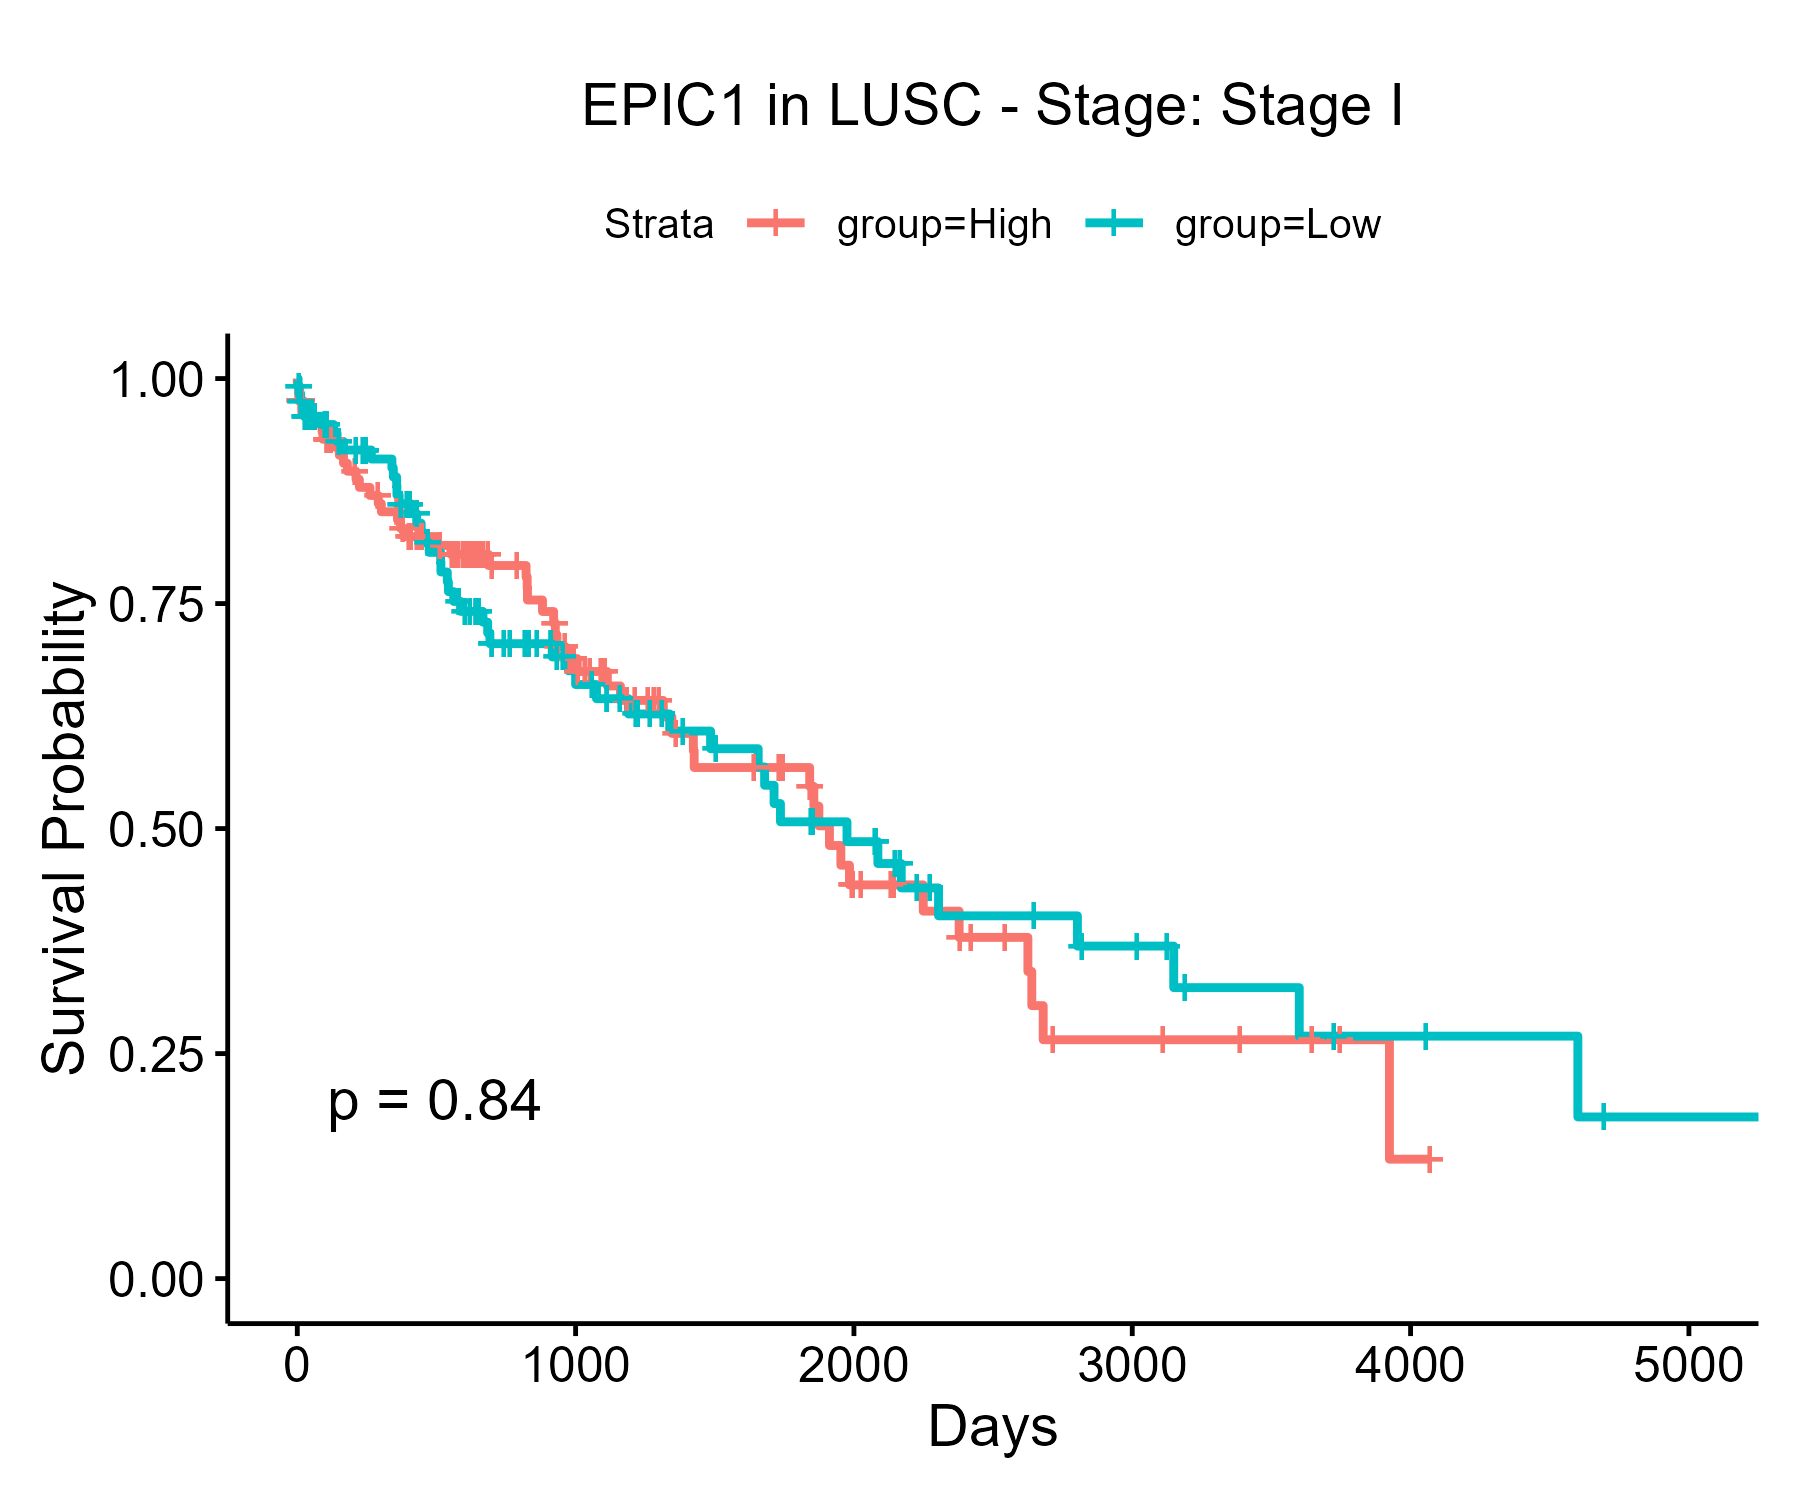 EPIC1 in LUSC - Stage: Stage I
Strata group=High group=Low
Survival Probability
1.00
0.75
0.50
0.25
0.00
p = 0.84
0 1000 2000 3000 4000 5000
Days